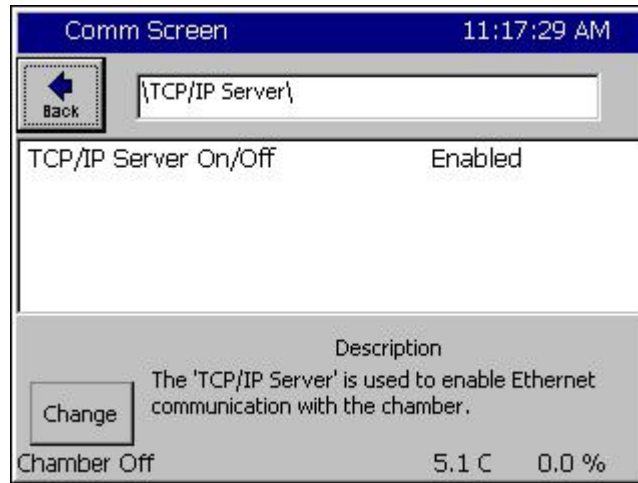 Comm Screen 11:17:29 AM
Back
\TCP/IP Server\
TCP/IP Server On/Off Enabled
Description
The 'TCP/IP Server' is used to enable Ethernet
communication with the chamber.
Change
Chamber Off 5.1 C 0.0 %